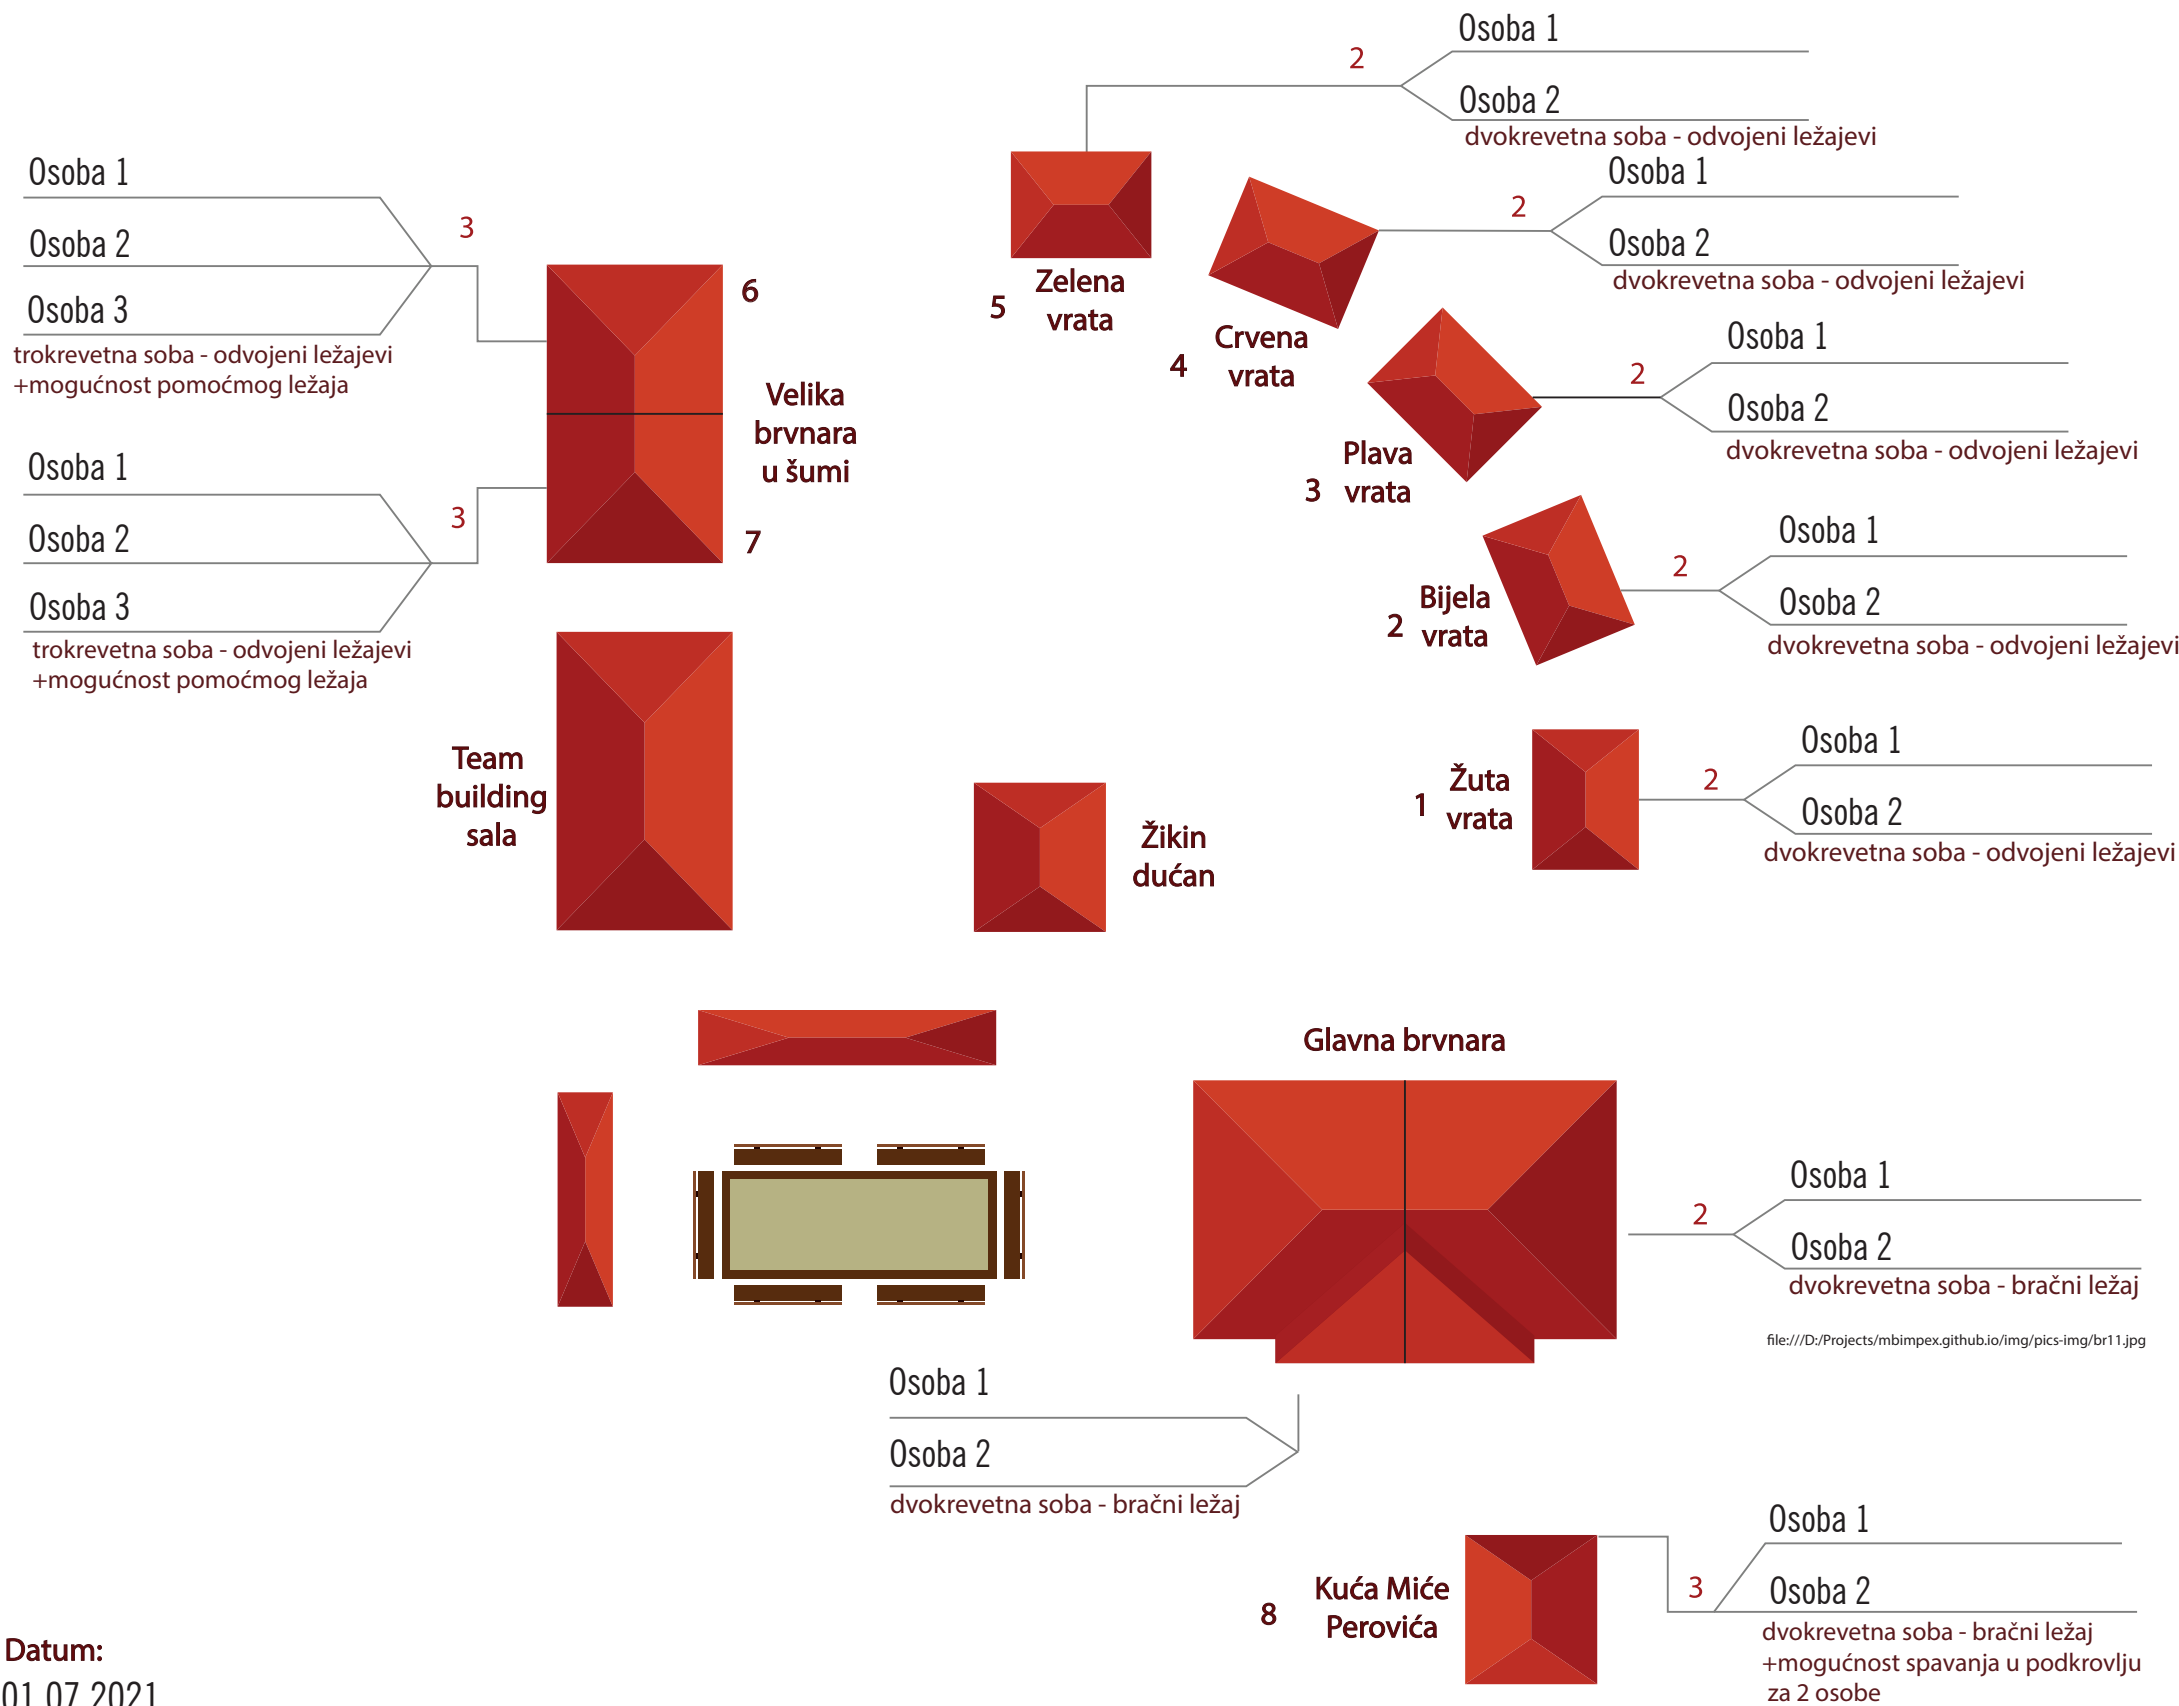 Osoba 1
2
Osoba 2
dvokrevetna soba - odvojeni ležajevi
5
Zelena
vrata
Osoba 1
2
Osoba 2
dvokrevetna soba - odvojeni ležajevi
4
Crvena
vrata
Osoba 1
2
Osoba 2
dvokrevetna soba - odvojeni ležajevi
3
Plava
vrata
Osoba 1
2
Osoba 2
dvokrevetna soba - odvojeni ležajevi
2
Bijela
vrata
Osoba 1
2
Osoba 2
dvokrevetna soba - odvojeni ležajevi
1
Žuta
vrata
Osoba 1
Osoba 2
Osoba 3
3
trokrevetna soba - odvojeni ležajevi
+mogućnost pomoćmog ležaja
6
Velika
brvnara
u šumi
7
Osoba 1
Osoba 2
Osoba 3
3
trokrevetna soba - odvojeni ležajevi
+mogućnost pomoćmog ležaja
Team
building
sala
Žikin
dućan
Glavna brvnara
Osoba 1
2
Osoba 2
dvokrevetna soba - bračni ležaj
file:///D:/Projects/mbimpex.github.io/img/pics-img/br11.jpg
Osoba 1
Osoba 2
dvokrevetna soba - bračni ležaj
8
Kuća Miće
Perovića
Osoba 1
3
Osoba 2
dvokrevetna soba - bračni ležaj
+mogućnost spavanja u podkrovlju
za 2 osobe
Datum:
01.07.2021